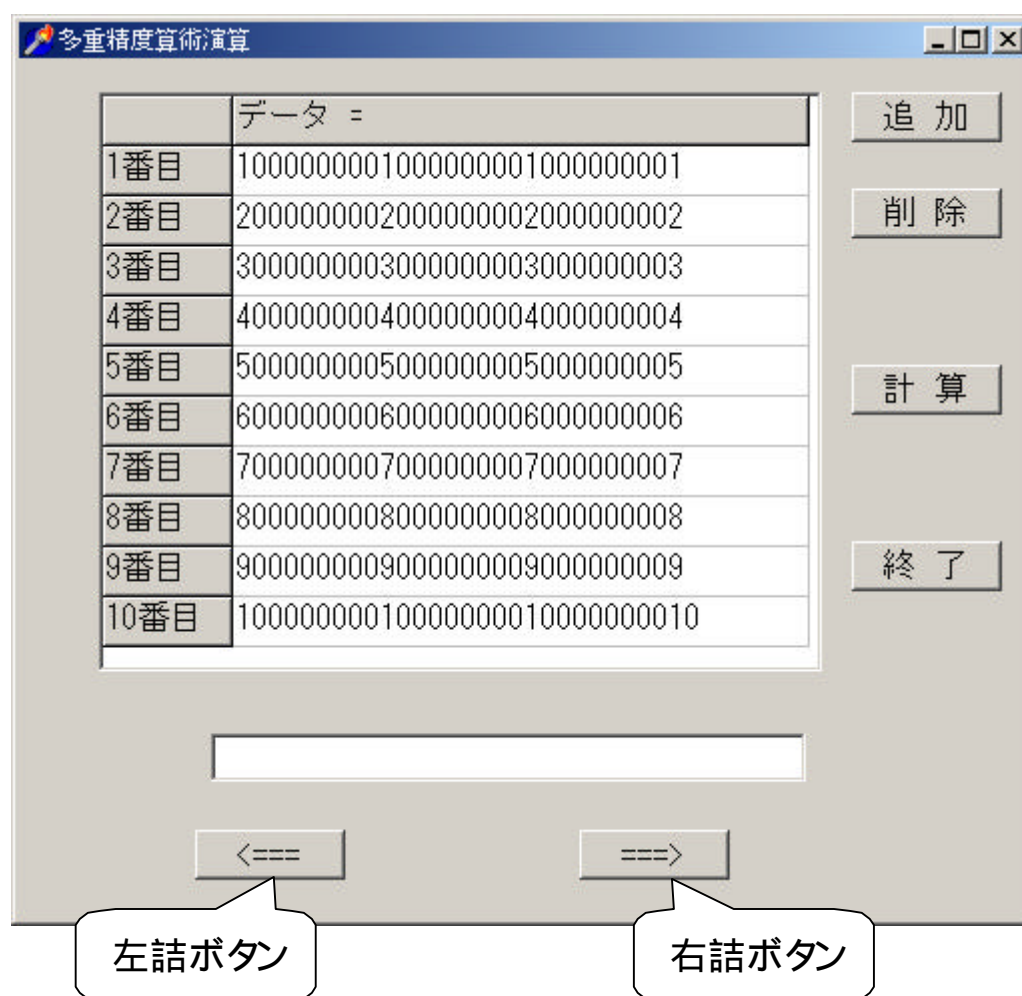 多重精度算術演算
データ =
追 加
1番目 1000000001000000001000000001
2番目 2000000002000000002000000002
削 除
3番目 3000000003000000003000000003
4番目 4000000004000000004000000004
5番目 5000000005000000005000000005
計 算
6番目 6000000006000000006000000006
7番目 7000000007000000007000000007
8番目 8000000008000000008000000008
9番目 9000000009000000009000000009
終 了
10番目 10000000010000000010000000010
<===
===>
左詰ボタン
右詰ボタン